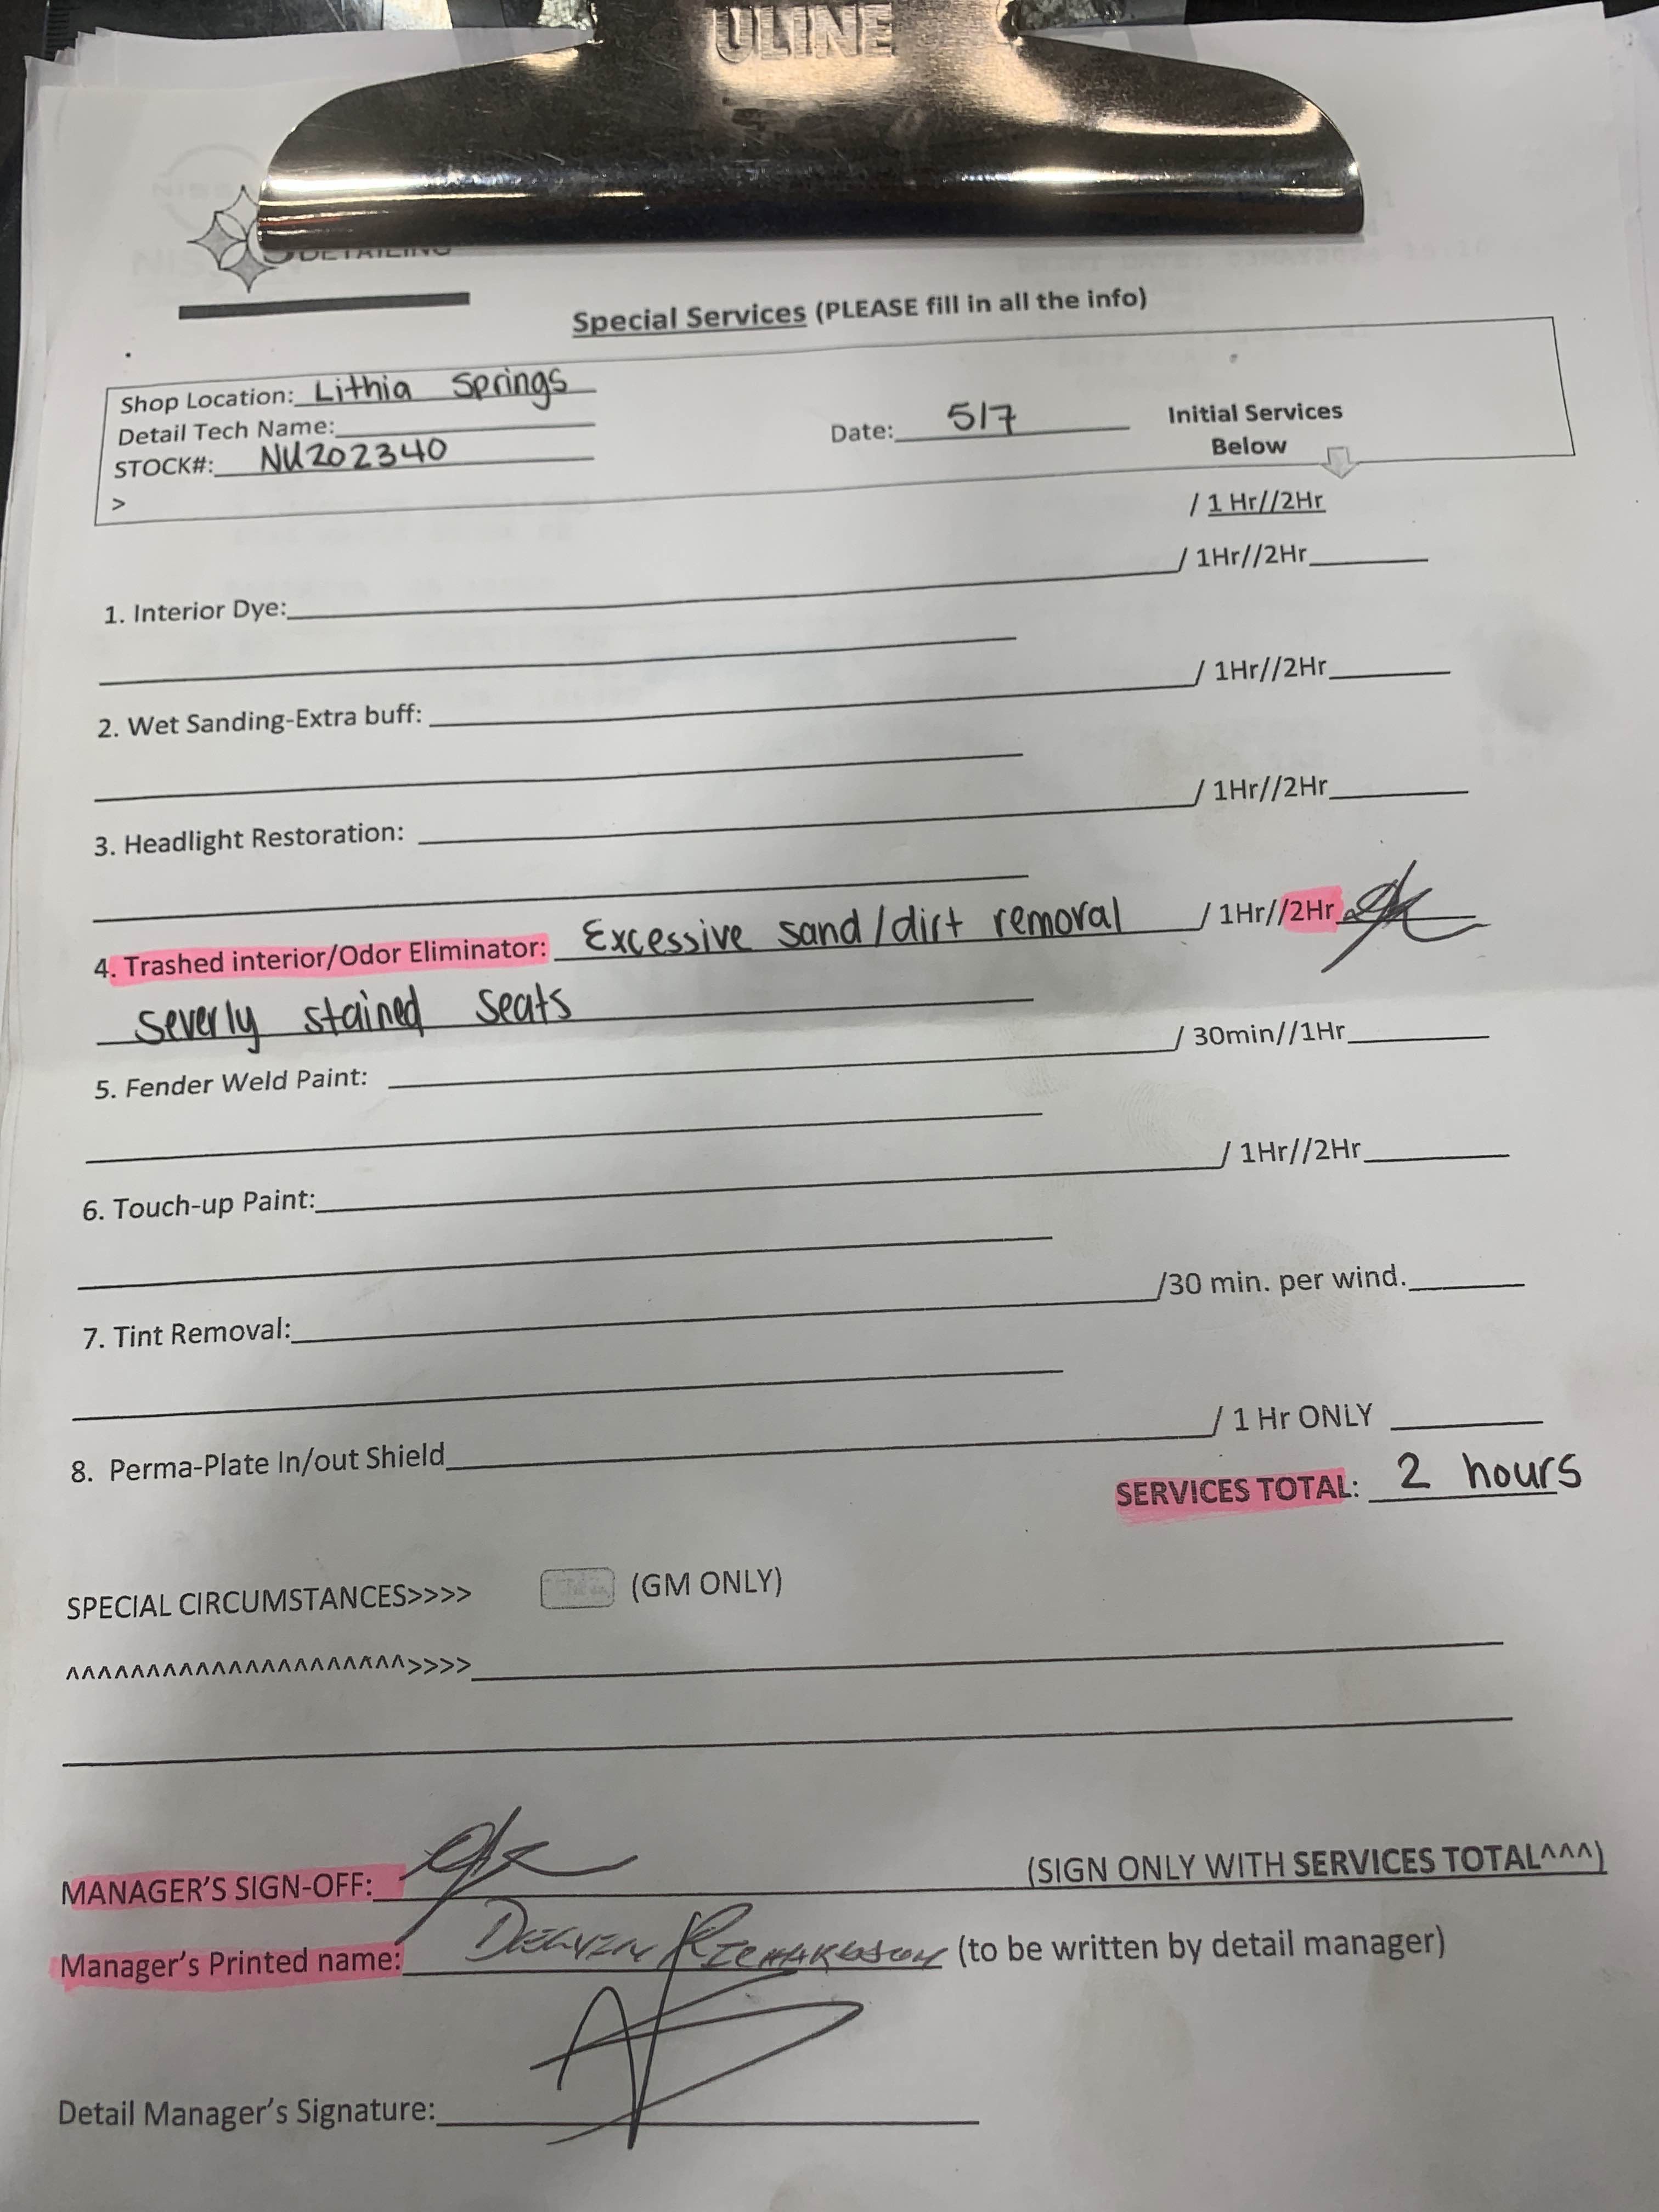 ULINE
DETAILING
Special Services (PLEASE fill in all the info)
Shop Location: Lithia Springs
Detail Tech Name:
Date: 5/7
Initial Services
Below
STOCK#: NU202340
>
/ 1 Hr//2Hr
1. Interior Dye: / 1Hr//2Hr
2. Wet Sanding-Extra buff: / 1Hr//2Hr
3. Headlight Restoration: / 1Hr//2Hr
4. Trashed interior/Odor Eliminator: Excessive sand/dirt removal / 1Hr//2Hr
Severly stained seats
5. Fender Weld Paint: / 30min//1Hr
6. Touch-up Paint: / 1Hr//2Hr
7. Tint Removal: /30 min. per wind.
8. Perma-Plate In/out Shield / 1 Hr ONLY
SERVICES TOTAL: 2 hours
SPECIAL CIRCUMSTANCES>>>> (GM ONLY)
^^^^^^^^^^^^^^^^^^^^^>>>>
MANAGER'S SIGN-OFF: (SIGN ONLY WITH SERVICES TOTAL^^^)
Manager's Printed name: Richardson (to be written by detail manager)
Detail Manager's Signature: